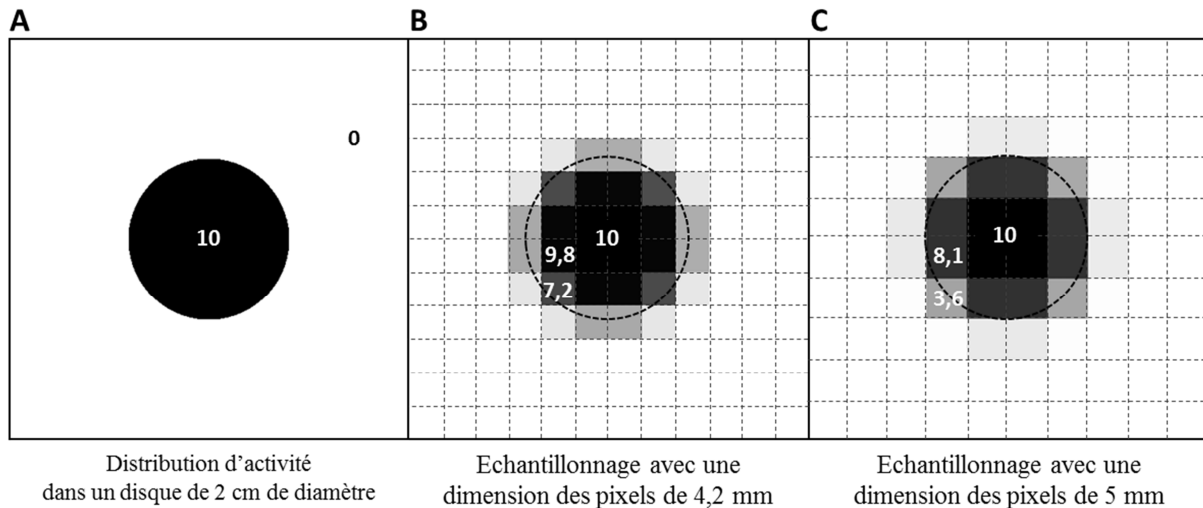 A
0
10
Distribution d’activité
dans un disque de 2 cm de diamètre
B
10
9,8
7,2
Echantillonnage avec une
dimension des pixels de 4,2 mm
C
10
8,1
3,6
Echantillonnage avec une
dimension des pixels de 5 mm